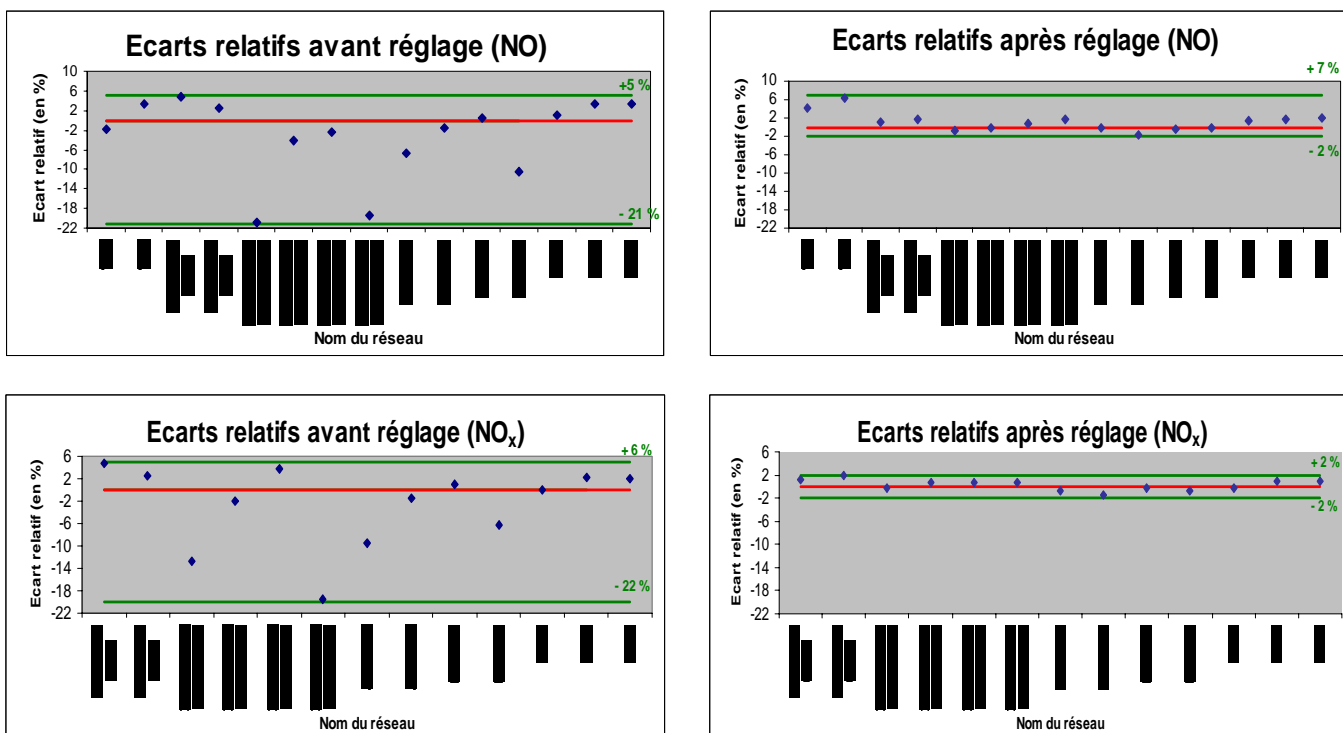 Ecarts relatifs avant réglage (NO)
Ecart relatif (en %)
10
6
2
-2
-6
-10
-14
-18
-22
+5 %
- 21 %
Nom du réseau
Ecarts relatifs après réglage (NO)
Ecart relatif (en %)
10
6
2
-2
-6
-10
-14
-18
-22
+ 7 %
- 2 %
Nom du réseau
Ecarts relatifs avant réglage (NOx)
Ecart relatif (en %)
6
2
-2
-6
-10
-14
-18
-22
+ 6 %
- 22 %
Nom du réseau
Ecarts relatifs après réglage (NOx)
Ecart relatif (en %)
6
2
-2
-6
-10
-14
-18
-22
+ 2 %
- 2 %
Nom du réseau